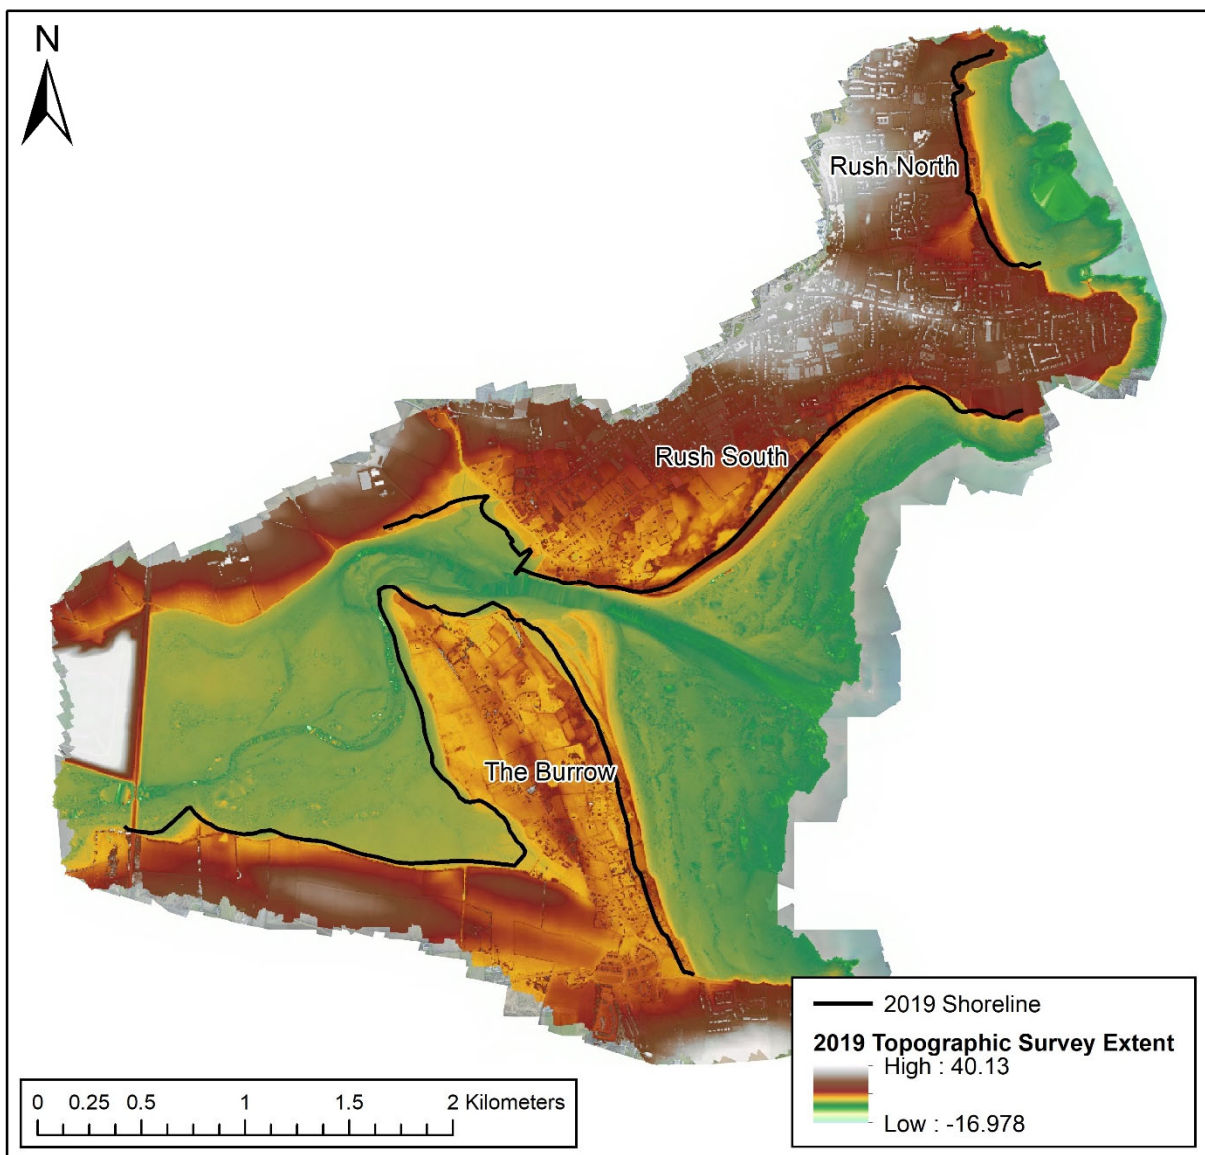 N
Rush North
Rush South
The Burrow
2019 Shoreline
2019 Topographic Survey Extent
High : 40.13
Low : -16.978
0 0.25 0.5 1 1.5 2 Kilometers